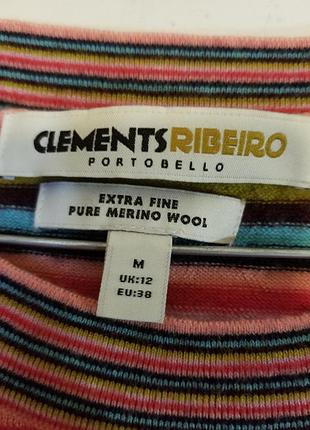 CLEMENTSRIBEIRO
PORTOBELLO
EXTRA FINE
PURE MERINO WOOL
M
UK:12
EU:38